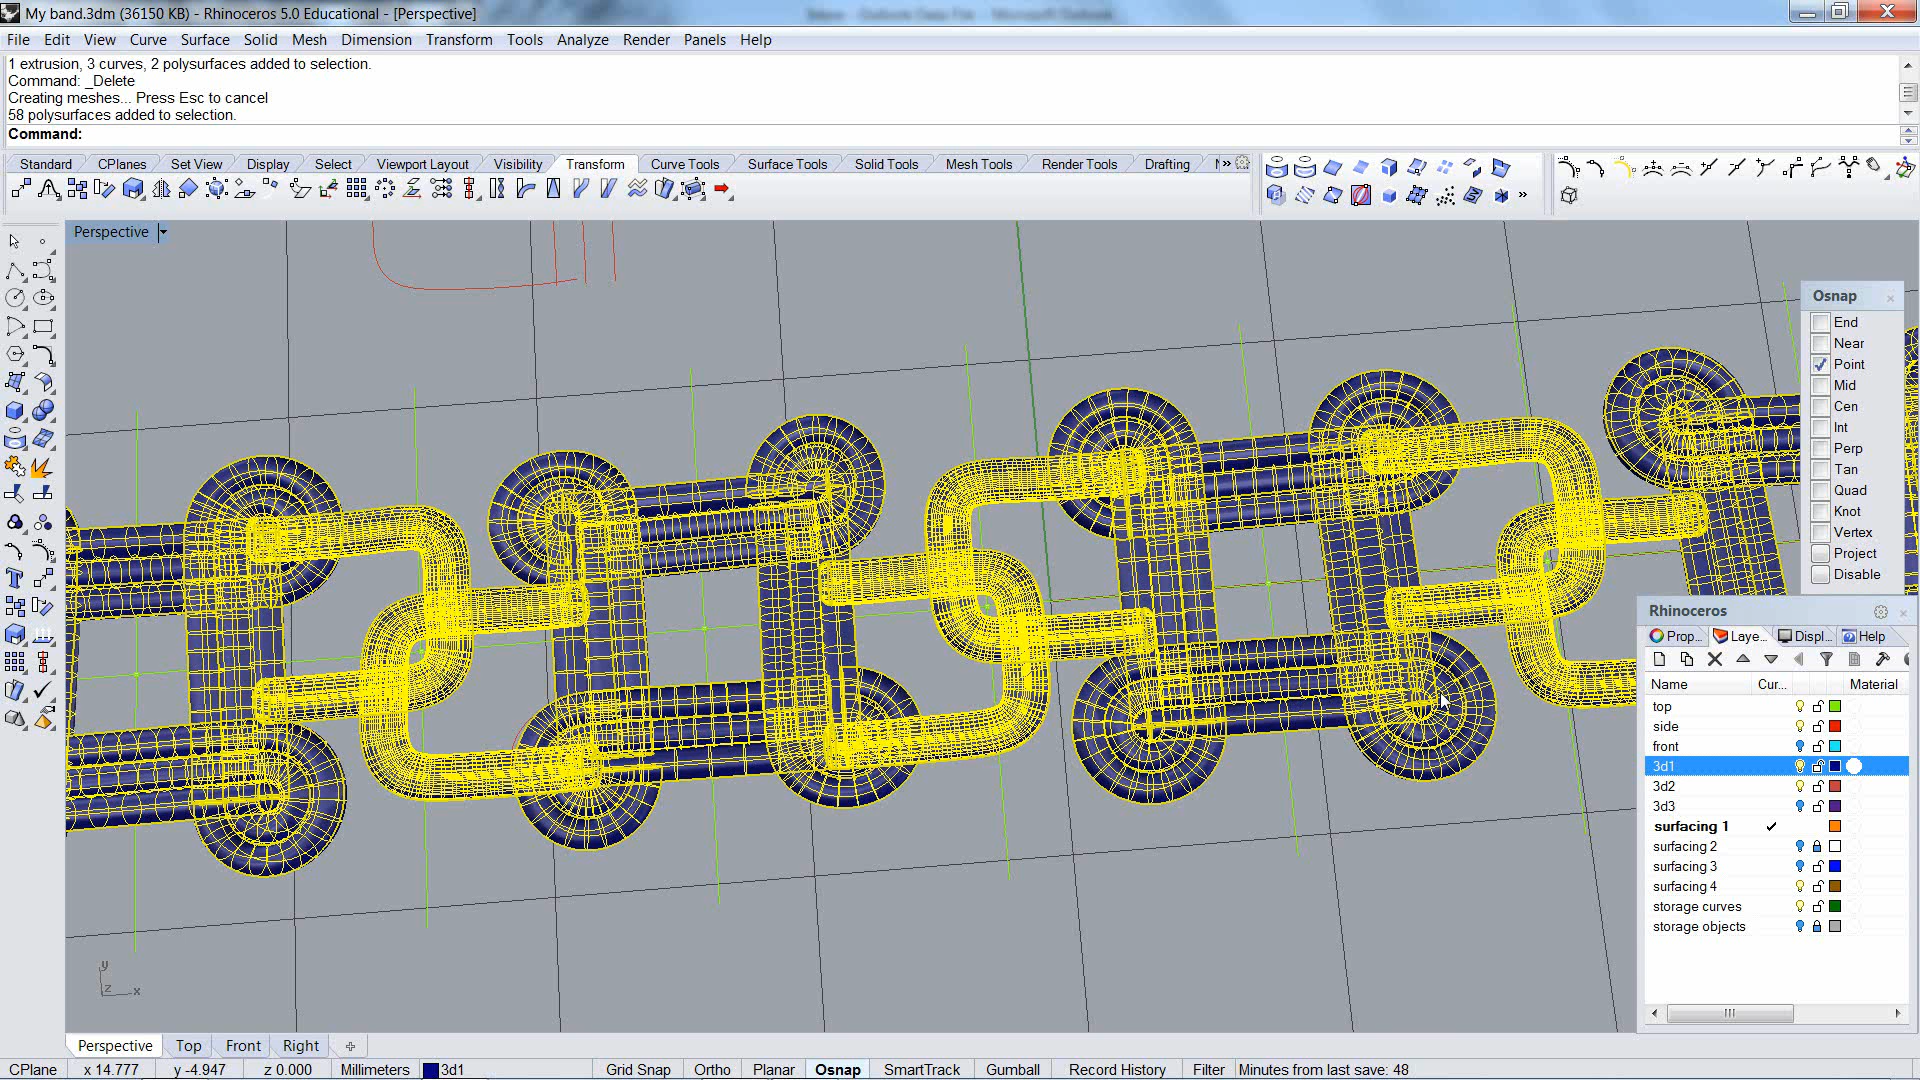 My band.3dm (36150 KB) - Rhinoceros 5.0 Educational - [Perspective]
File Edit View Curve Surface Solid Mesh Dimension Transform Tools Analyze Render Panels Help
1 extrusion, 3 curves, 2 polysurfaces added to selection.
Command: _Delete
Creating meshes... Press Esc to cancel
58 polysurfaces added to selection.
Command:
Standard CPlanes Set View Display Select Viewport Layout Visibility Transform Curve Tools Surface Tools Solid Tools Mesh Tools Render Tools Drafting
Perspective
Osnap
End
Near
Point
Mid
Cen
Int
Perp
Tan
Quad
Knot
Vertex
Project
Disable
Rhinoceros
Prop... Laye... Displ... Help
Name Cur... Material
top
side
front
3d1
3d2
3d3
surfacing 1
surfacing 2
surfacing 3
surfacing 4
storage curves
storage objects
y
z x
Perspective Top Front Right
CPlane x 14.777 y -4.947 z 0.000 Millimeters 3d1 Grid Snap Ortho Planar Osnap SmartTrack Gumball Record History Filter Minutes from last save: 48